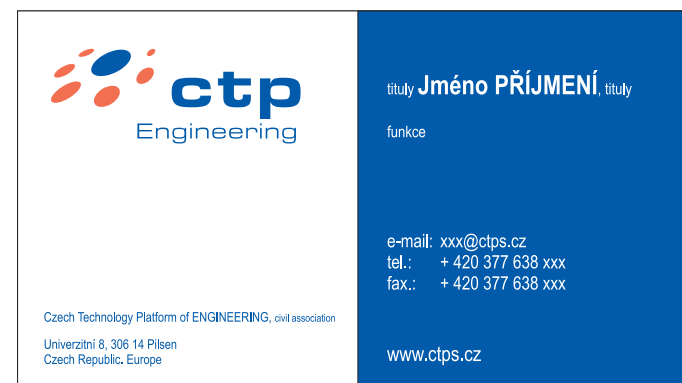 ctp
Engineering
Czech Technology Platform of ENGINEERING, civil association
Univerzitní 8, 306 14 Pilsen
Czech Republic. Europe
tituly Jméno PŘÍJMENÍ, tituly
funkce
e-mail: xxx@ctps.cz
tel.: + 420 377 638 xxx
fax.: + 420 377 638 xxx
www.ctps.cz